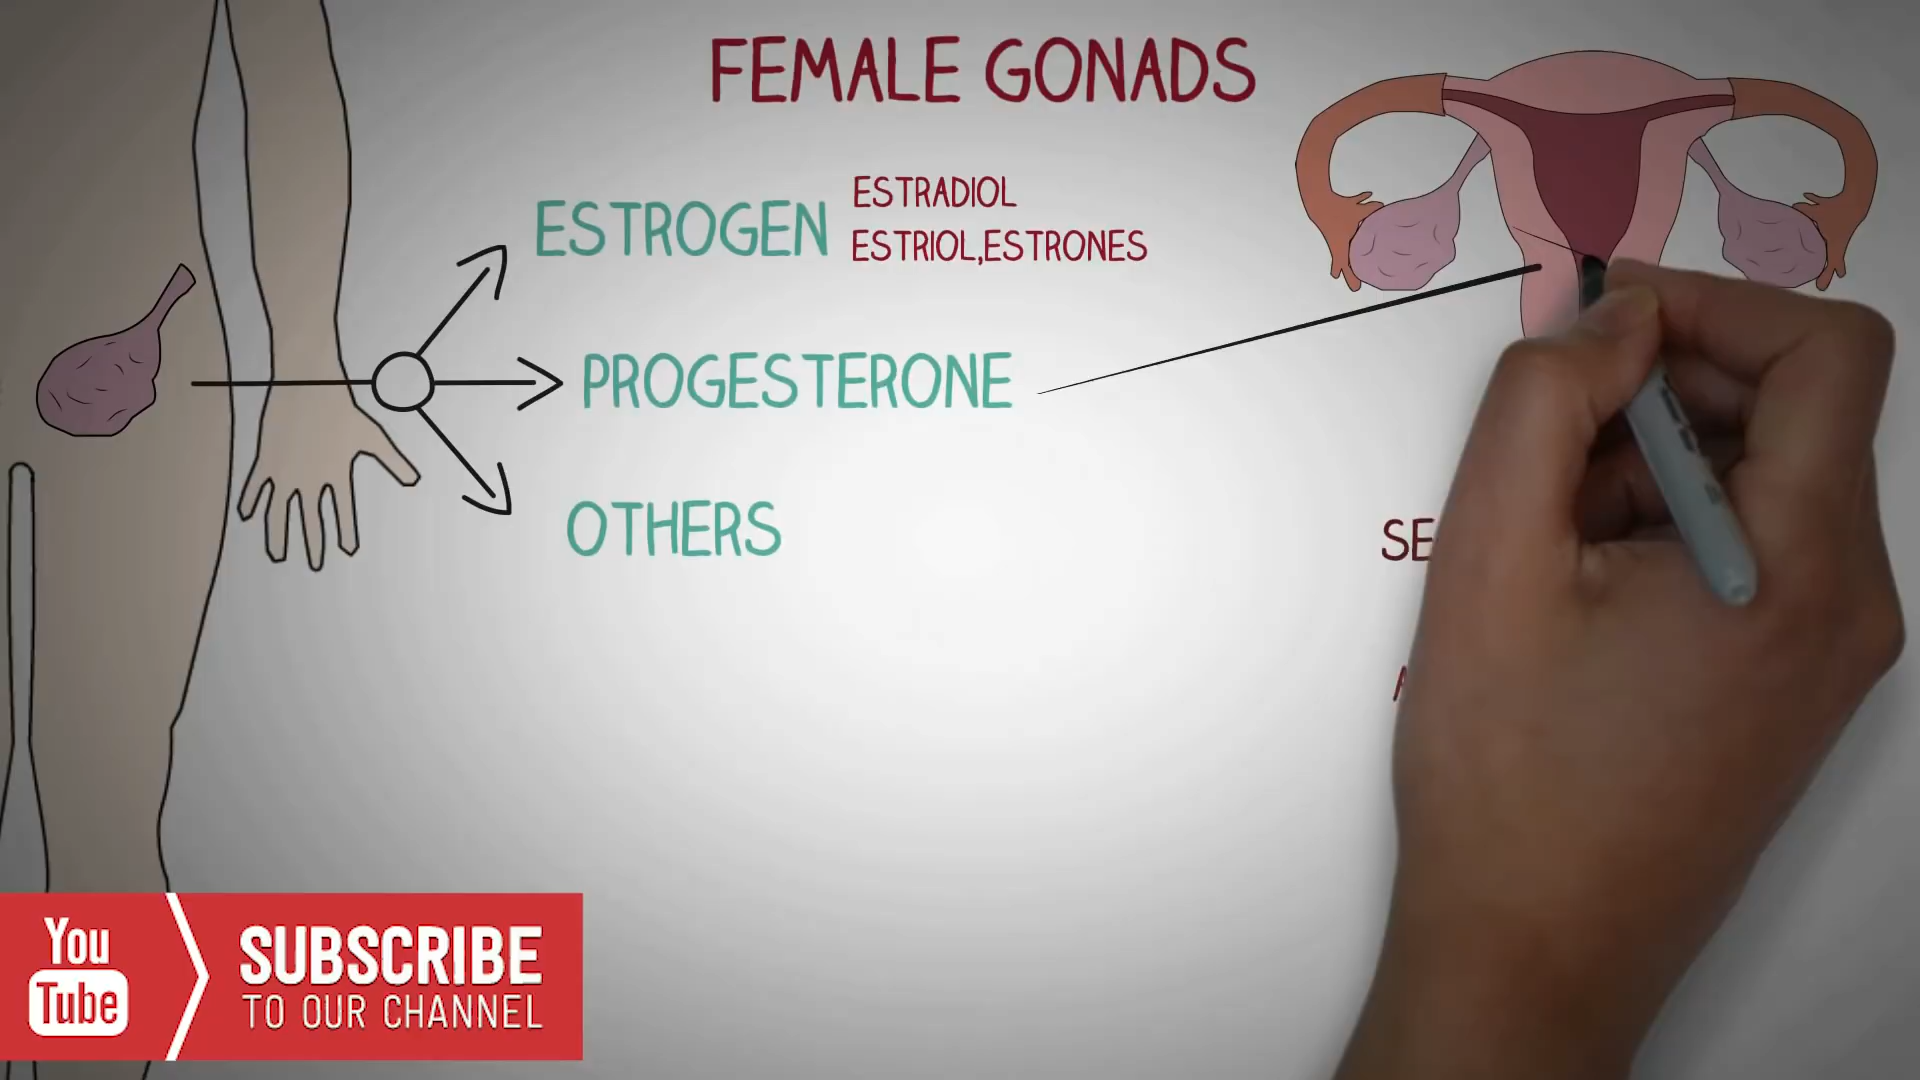 FEMALE GONADS
ESTROGEN
ESTRADIOL
ESTRIOL,ESTRONES
PROGESTERONE
OTHERS
You
Tube
SUBSCRIBE
TO OUR CHANNEL